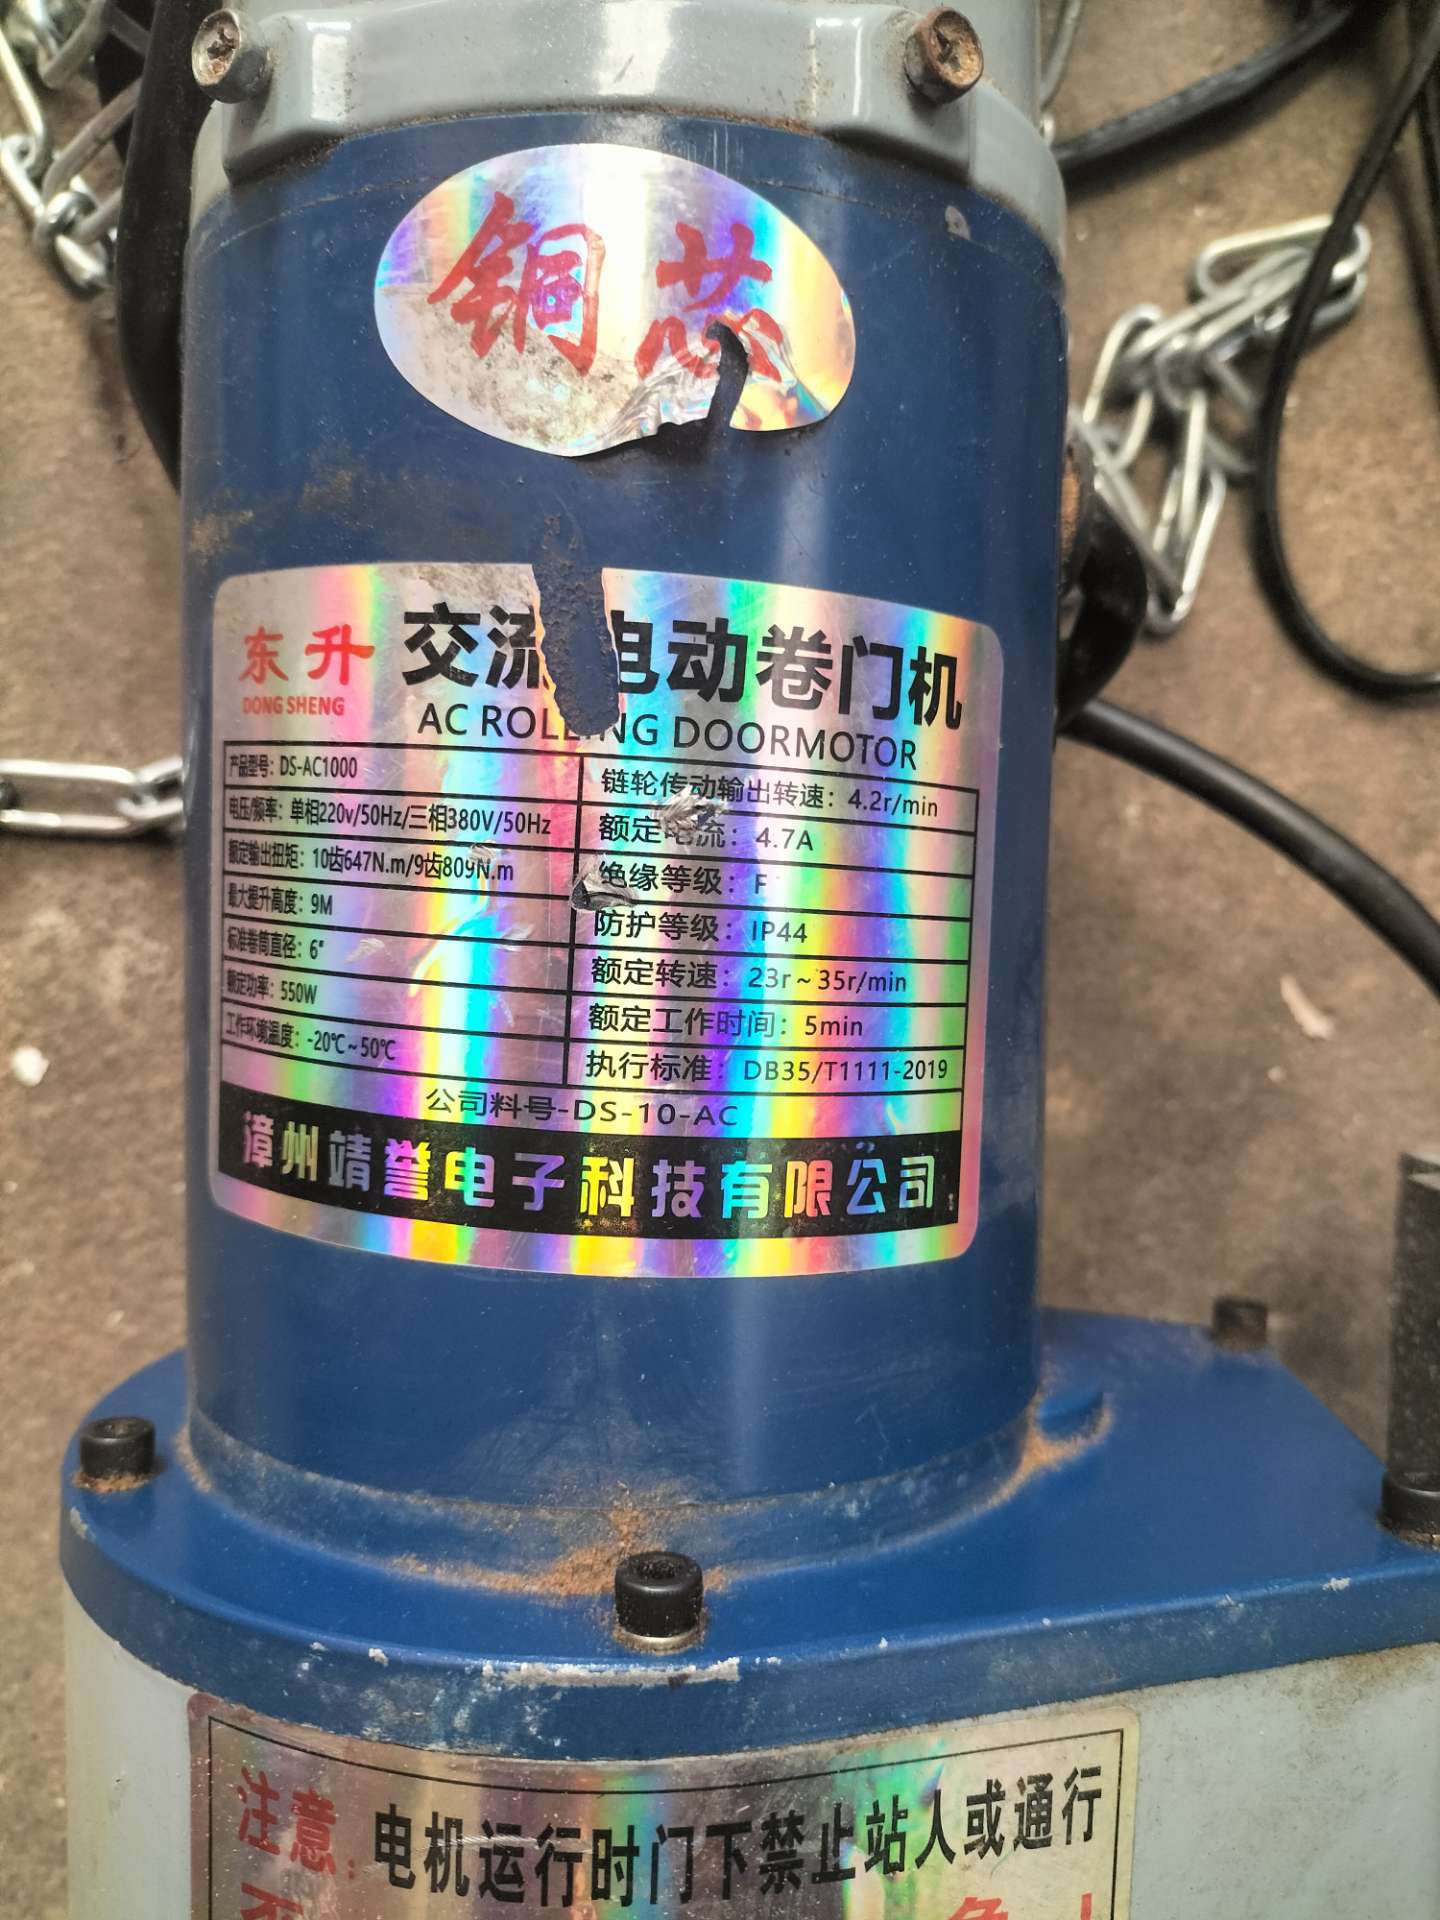 铜芯
东升
DONG SHENG
交流电动卷门机
AC ROLLING DOORMOTOR
产品型号：DS-AC1000
电压/频率：单相220v/50Hz/三相380V/50Hz
额定输出扭矩：10齿647N.m/9齿809N.m
最大提升高度：9M
标准卷筒直径：6"
额定功率：550W
工作环境温度：-20℃~50℃
链轮传动输出转速：4.2r/min
额定电流：4.7A
绝缘等级：F
防护等级：IP44
额定转速：23r~35r/min
额定工作时间：5min
执行标准：DB35/T1111-2019
公司料号-DS-10-AC
漳州靖誉电子科技有限公司
注意：电机运行时门下禁止站人或通行